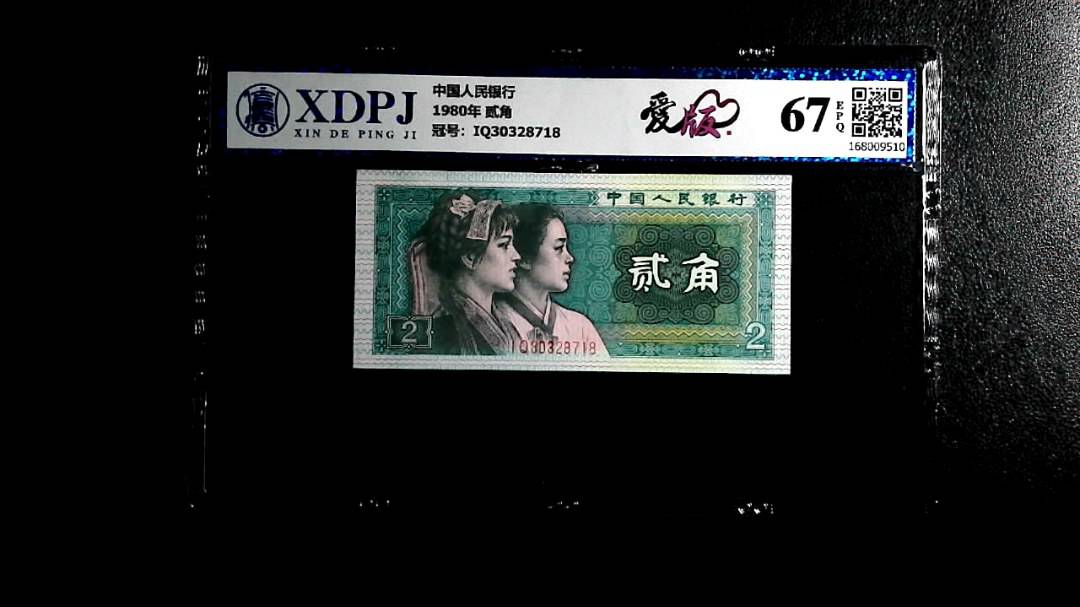 XDPJ
XIN DE PING JI
中国人民银行
1980年 贰角
冠号：IQ30328718
爱版
67
EPQ
168009510
中国人民银行
贰角
2
2
IQ30328718